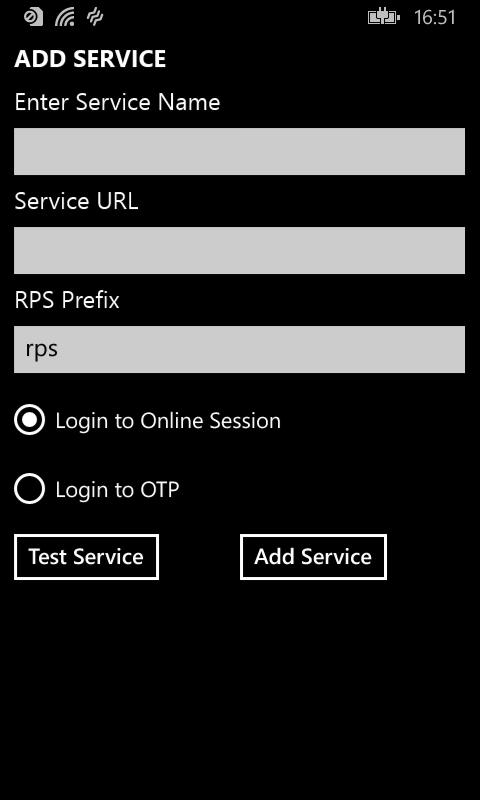 16:51
ADD SERVICE
Enter Service Name
Service URL
RPS Prefix
rps
Login to Online Session
Login to OTP
Test Service
Add Service